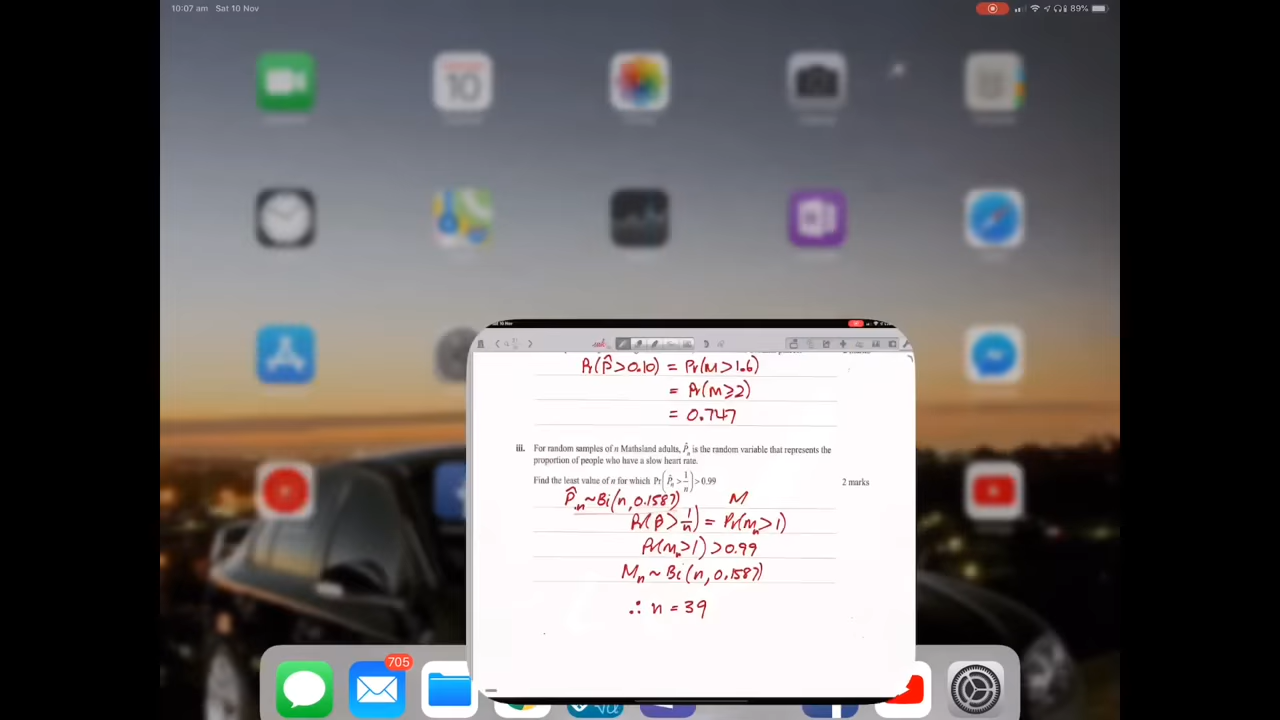 10:07 am Sat 10 Nov
89%
10
Pr(P̂>0.10) = Pr(M>1.6)
= Pr(M≥2)
= 0.747
iii. For random samples of n Mathsland adults, P̂n is the random variable that represents the
proportion of people who have a slow heart rate.
Find the least value of n for which Pr(P̂n > 1/n) > 0.99
2 marks
P̂n ~ Bi(n, 0.1587) M
Pr(p̂ > 1/n) = Pr(Mn > 1)
Pr(Mn > 1) > 0.99
Mn ~ Bi(n, 0.1587)
∴ n = 39
705